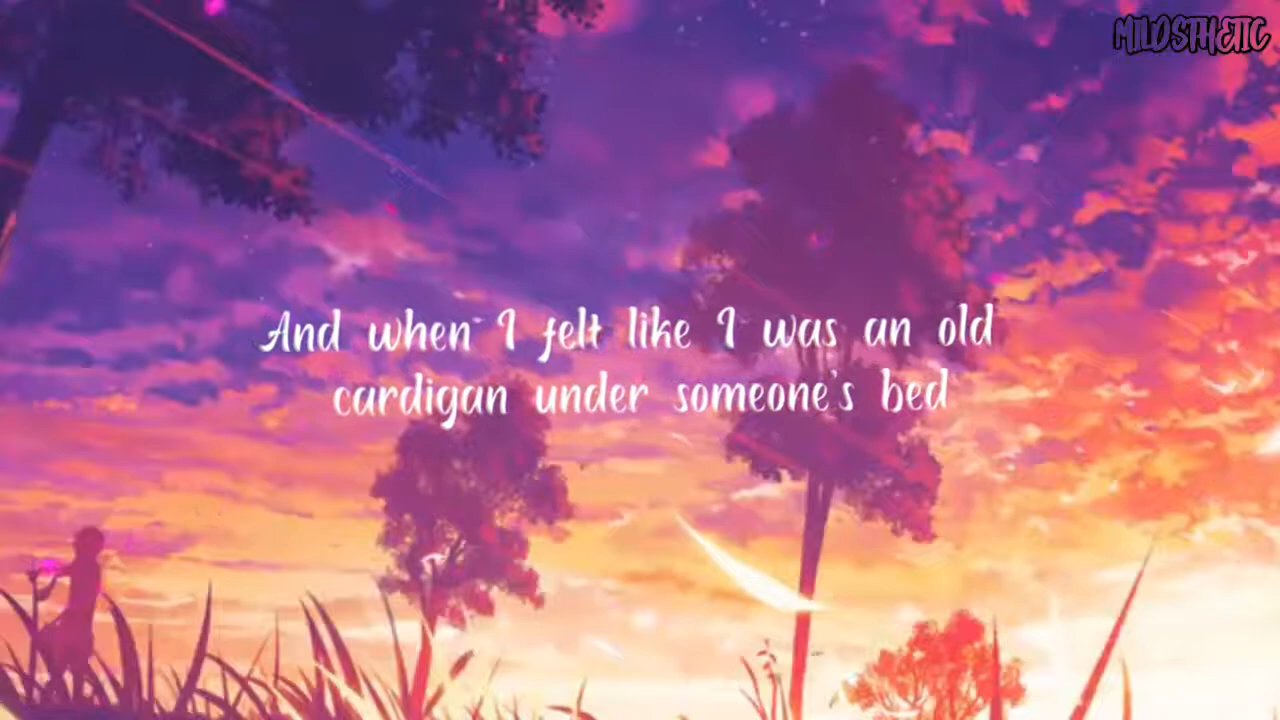 MILOSTHETIC
And when I felt like I was an old
cardigan under someone's bed